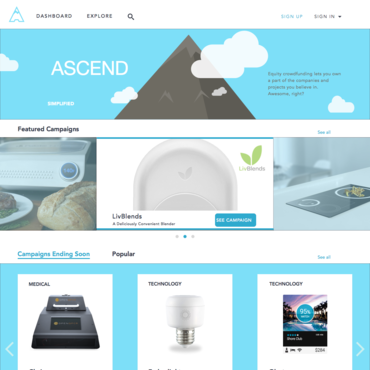 DASHBOARD EXPLORE SIGN UP SIGN IN
ASCEND
SIMPLIFIED
Equity crowdfunding lets you own
a part of the companies and
projects you believe in.
Awesome, right?
Featured Campaigns See all
LivBlends
LivBlends
A Deliciously Convenient Blender
SEE CAMPAIGN
Campaigns Ending Soon Popular See all
MEDICAL TECHNOLOGY TECHNOLOGY
95%
$284